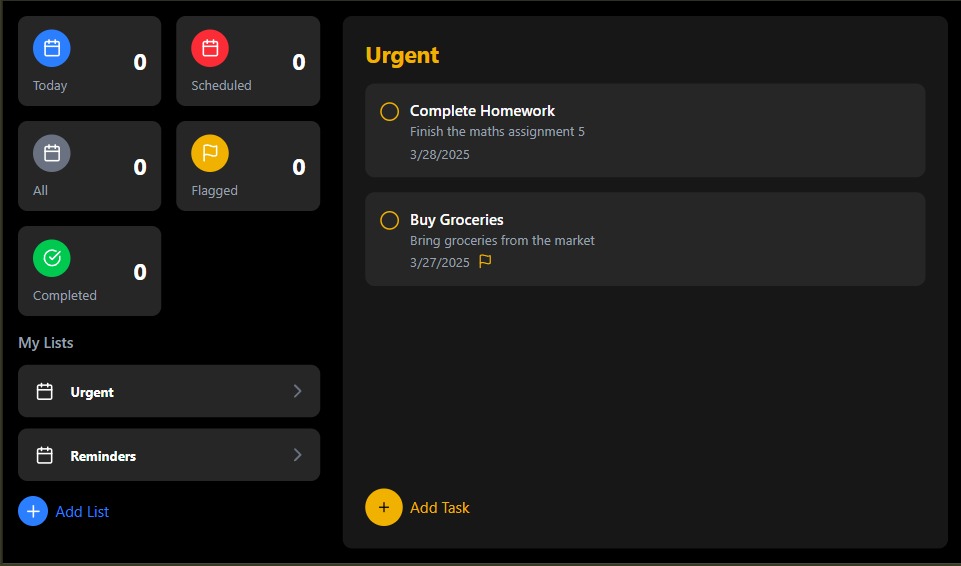 0
Today
0
Scheduled
0
All
0
Flagged
0
Completed
My Lists
Urgent
Reminders
Add List
Urgent
Complete Homework
Finish the maths assignment 5
3/28/2025
Buy Groceries
Bring groceries from the market
3/27/2025
Add Task